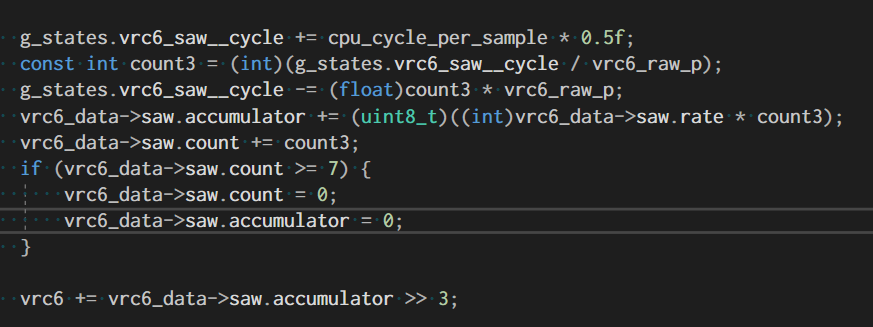 g_states.vrc6_saw__cycle += cpu_cycle_per_sample * 0.5f;
const int count3 = (int)(g_states.vrc6_saw__cycle / vrc6_raw_p);
g_states.vrc6_saw__cycle -= (float)count3 * vrc6_raw_p;
vrc6_data->saw.accumulator += (uint8_t)((int)vrc6_data->saw.rate * count3);
vrc6_data->saw.count += count3;
if (vrc6_data->saw.count >= 7) {
    vrc6_data->saw.count = 0;
    vrc6_data->saw.accumulator = 0;
}
vrc6 += vrc6_data->saw.accumulator >> 3;